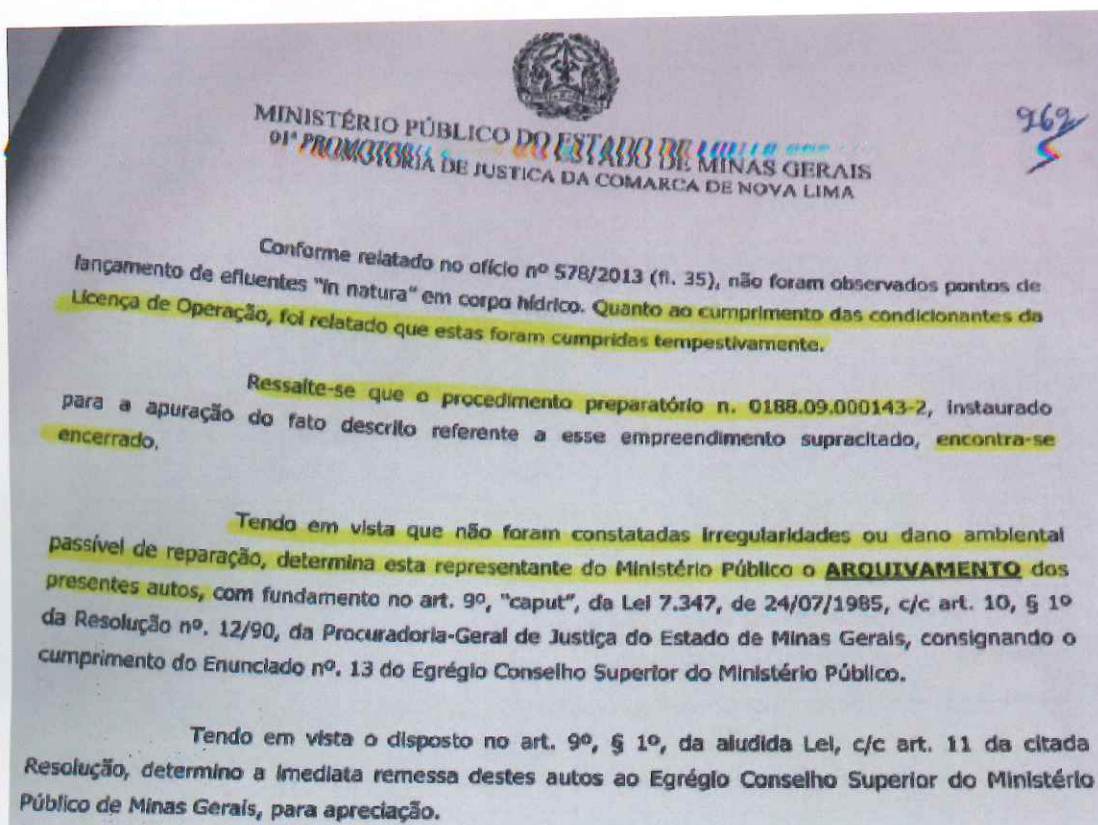 MINISTÉRIO PÚBLICO DO ESTADO DE MINAS GERAIS
01ª PROMOTORIA DE JUSTICA DA COMARCA DE NOVA LIMA
Conforme relatado no ofício nº 578/2013 (fl. 35), não foram observados pontos de
lançamento de efluentes "in natura" em corpo hídrico. Quanto ao cumprimento das condicionantes da
Licença de Operação, foi relatado que estas foram cumpridas tempestivamente.
Ressalte-se que o procedimento preparatório n. 0188.09.000143-2, instaurado
para a apuração do fato descrito referente a esse empreendimento supracitado, encontra-se
encerrado.
Tendo em vista que não foram constatadas irregularidades ou dano ambiental
passível de reparação, determina esta representante do Ministério Público o ARQUIVAMENTO dos
presentes autos, com fundamento no art. 9º, "caput", da Lei 7.347, de 24/07/1985, c/c art. 10, § 1º
da Resolução nº. 12/90, da Procuradoria-Geral de Justiça do Estado de Minas Gerais, consignando o
cumprimento do Enunciado nº. 13 do Egrégio Conselho Superior do Ministério Público.
Tendo em vista o disposto no art. 9º, § 1º, da aludida Lei, c/c art. 11 da citada
Resolução, determino a imediata remessa destes autos ao Egrégio Conselho Superior do Ministério
Público de Minas Gerais, para apreciação.